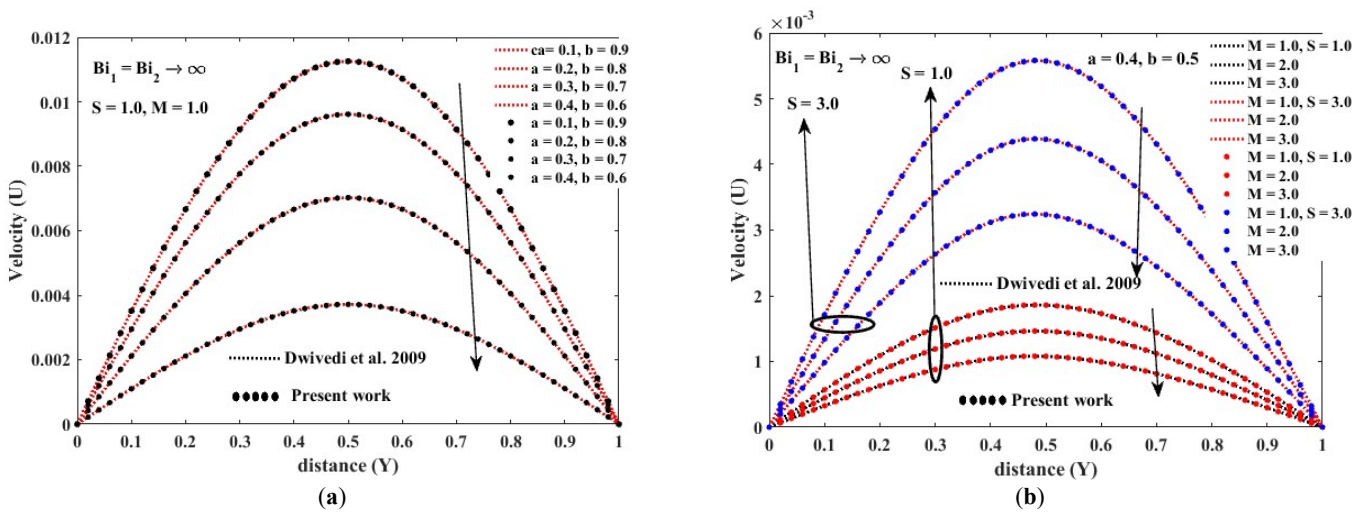 0.012
0.01
0.008
0.006
0.004
0.002
0
Velocity (U)
Bi₁ = Bi₂ → ∞
S = 1.0, M = 1.0
ca= 0.1, b = 0.9
a = 0.2, b = 0.8
a = 0.3, b = 0.7
a = 0.4, b = 0.6
a = 0.1, b = 0.9
a = 0.2, b = 0.8
a = 0.3, b = 0.7
a = 0.4, b = 0.6
Dwivedi et al. 2009
Present work
0 0.1 0.2 0.3 0.4 0.5 0.6 0.7 0.8 0.9 1
distance (Y)
(a)
×10⁻³
6
5
4
3
2
1
0
Velocity (U)
Bi₁ = Bi₂ → ∞
S = 3.0
S = 1.0
a = 0.4, b = 0.5
M = 1.0, S = 1.0
M = 2.0
M = 3.0
M = 1.0, S = 3.0
M = 2.0
M = 3.0
M = 1.0, S = 1.0
M = 2.0
M = 3.0
M = 1.0, S = 3.0
M = 2.0
M = 3.0
Dwivedi et al. 2009
Present work
0 0.1 0.2 0.3 0.4 0.5 0.6 0.7 0.8 0.9 1
distance (Y)
(b)